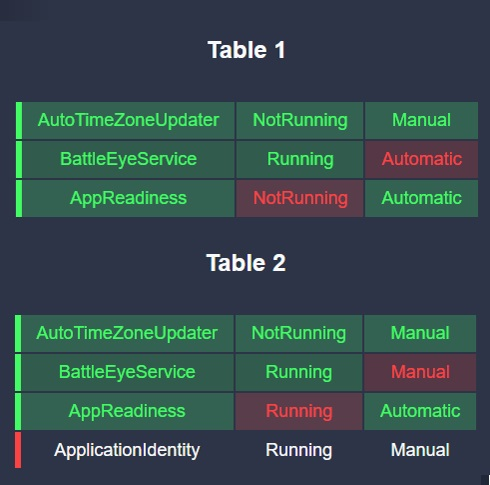 Table 1
AutoTimeZoneUpdater NotRunning Manual
BattleEyeService Running Automatic
AppReadiness NotRunning Automatic
Table 2
AutoTimeZoneUpdater NotRunning Manual
BattleEyeService Running Manual
AppReadiness Running Automatic
ApplicationIdentity Running Manual